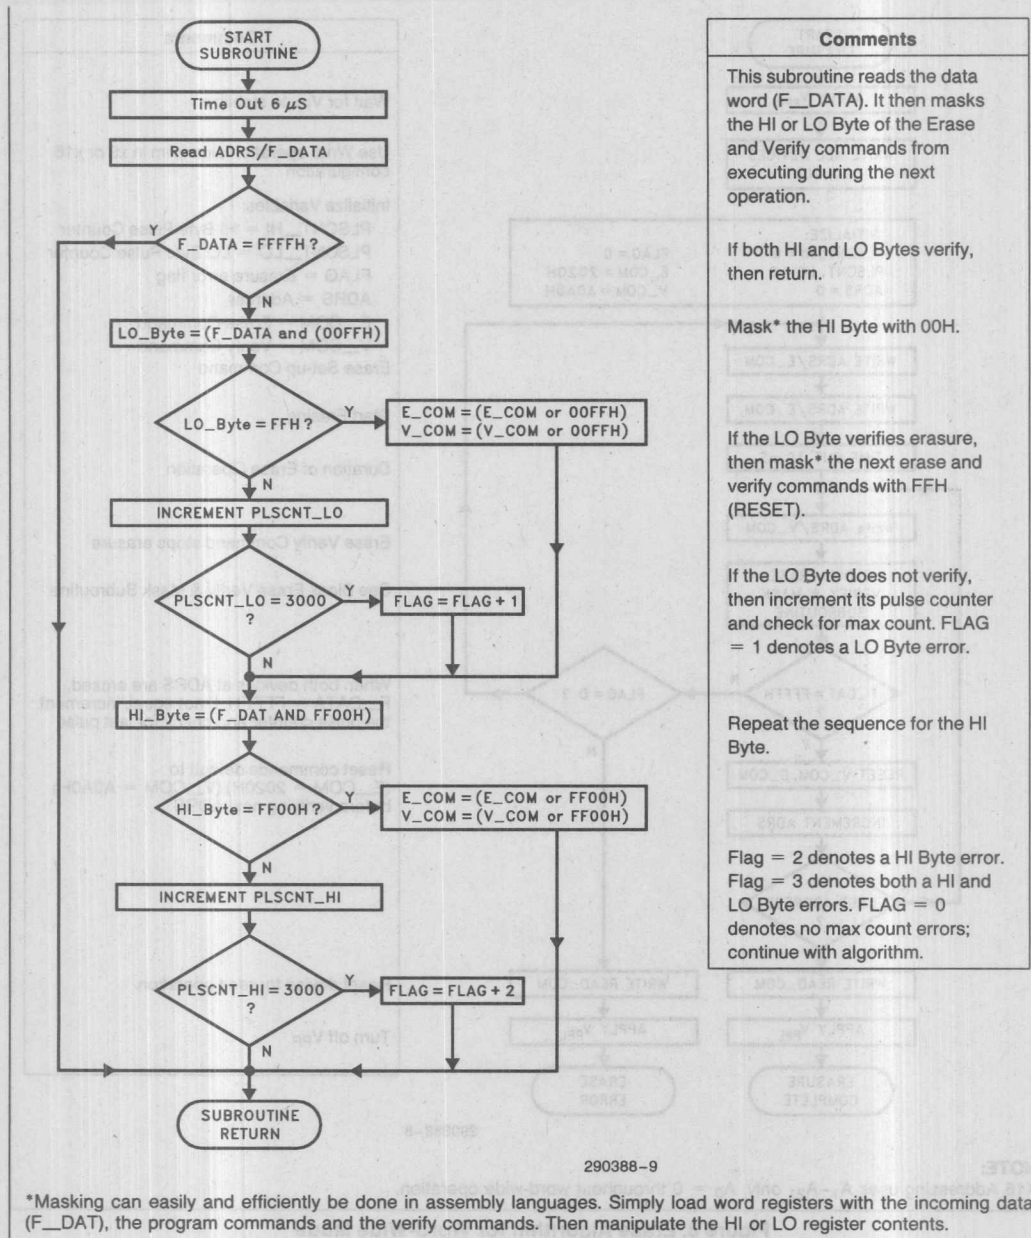 START
SUBROUTINE
Time Out 6 μS
Read ADRS/F_DATA
Y
F_DATA = FFFFH ?
N
LO_Byte = (F_DATA and (00FFH)
LO_Byte = FFH ?
Y
E_COM = (E_COM or 00FFH)
V_COM = (V_COM or 00FFH)
N
INCREMENT PLSCNT_LO
PLSCNT_LO = 3000
?
Y
FLAG = FLAG + 1
N
HI_Byte = (F_DAT AND FF00H)
HI_Byte = FF00H ?
Y
E_COM = (E_COM or FF00H)
V_COM = (V_COM or FF00H)
N
INCREMENT PLSCNT_HI
PLSCNT_HI = 3000
?
Y
FLAG = FLAG + 2
N
SUBROUTINE
RETURN
Comments
This subroutine reads the data
word (F__DATA). It then masks
the HI or LO Byte of the Erase
and Verify commands from
executing during the next
operation.
If both HI and LO Bytes verify,
then return.
Mask* the HI Byte with 00H.
If the LO Byte verifies erasure,
then mask* the next erase and
verify commands with FFH
(RESET).
If the LO Byte does not verify,
then increment its pulse counter
and check for max count. FLAG
= 1 denotes a LO Byte error.
Repeat the sequence for the HI
Byte.
Flag = 2 denotes a HI Byte error.
Flag = 3 denotes both a HI and
LO Byte errors. FLAG = 0
denotes no max count errors;
continue with algorithm.
290388–9
*Masking can easily and efficiently be done in assembly languages. Simply load word registers with the incoming data
(F__DAT), the program commands and the verify commands. Then manipulate the HI or LO register contents.